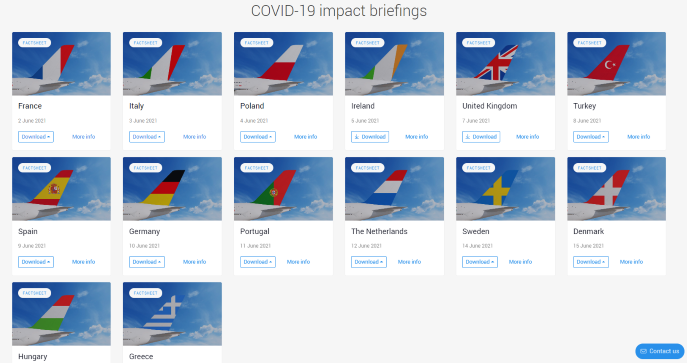 COVID-19 impact briefings
FACTSHEET
FACTSHEET
FACTSHEET
FACTSHEET
FACTSHEET
FACTSHEET
France
Italy
Poland
Ireland
United Kingdom
Turkey
2 June 2021
3 June 2021
4 June 2021
5 June 2021
7 June 2021
8 June 2021
Download
More info
Download
More info
Download
More info
Download
More info
Download
More info
Download
More info
FACTSHEET
FACTSHEET
FACTSHEET
FACTSHEET
FACTSHEET
FACTSHEET
Spain
Germany
Portugal
The Netherlands
Sweden
Denmark
9 June 2021
10 June 2021
11 June 2021
12 June 2021
14 June 2021
15 June 2021
Download
More info
Download
More info
Download
More info
Download
More info
Download
More info
Download
More info
FACTSHEET
FACTSHEET
Hungary
Greece
Contact us